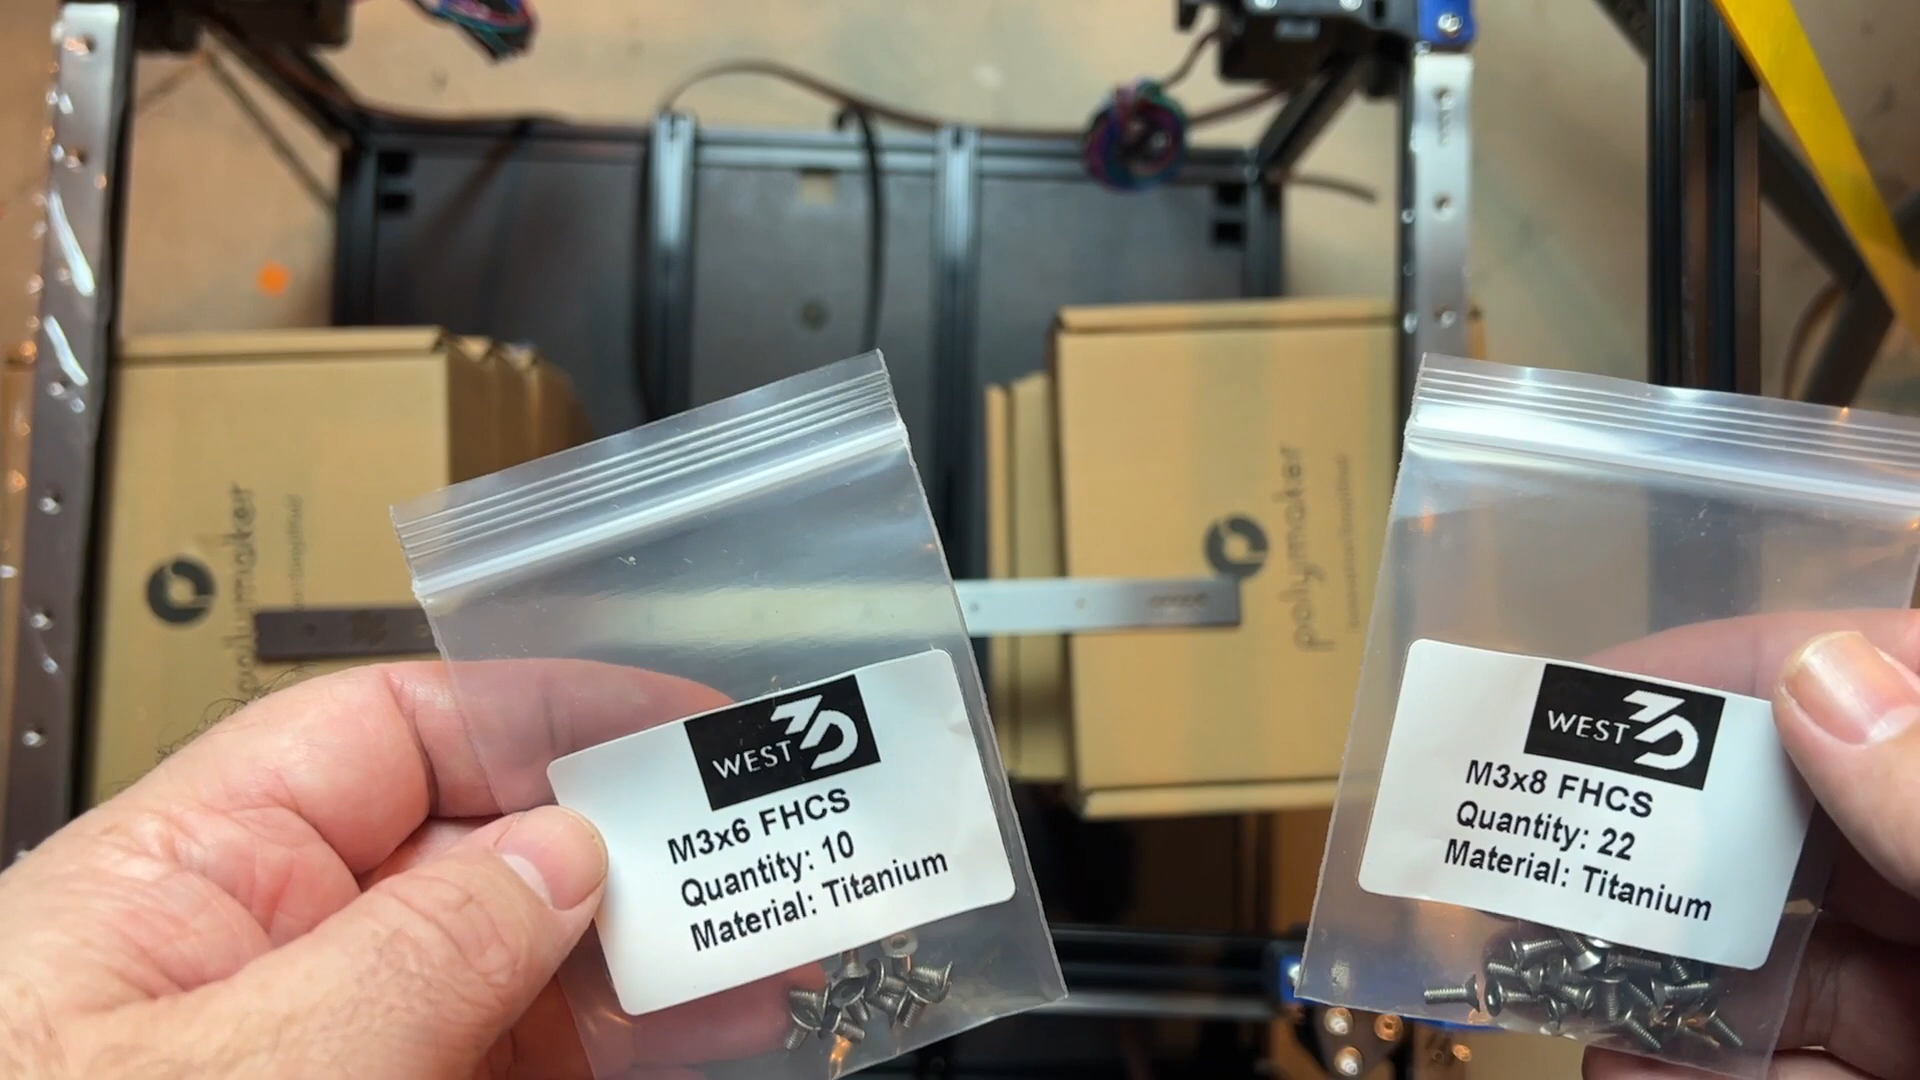 polymaker
polymaker
WEST 3D
M3x6 FHCS
Quantity: 10
Material: Titanium
WEST 3D
M3x8 FHCS
Quantity: 22
Material: Titanium